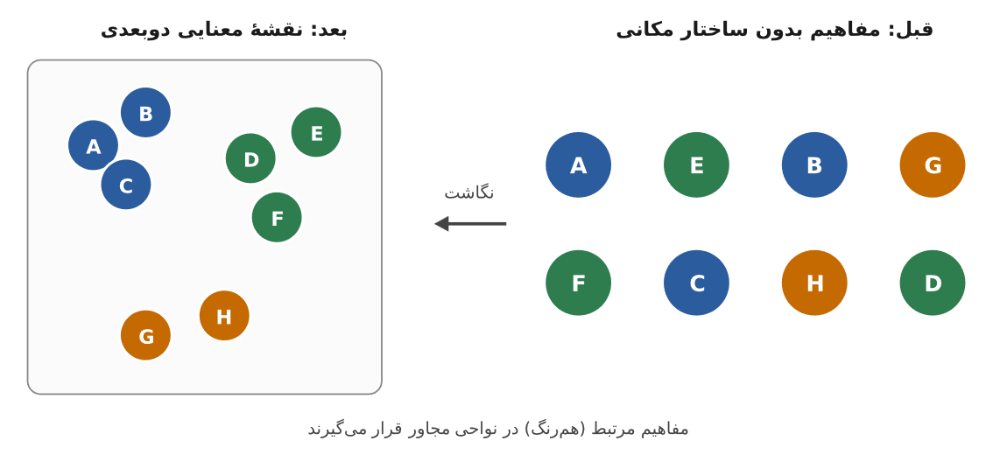 قبل: مفاهیم بدون ساختار مکانی
A E B G
F C H D
نگاشت
بعد: نقشهٔ معنایی دوبعدی
B
E
A
D
C
F
H
G
مفاهیم مرتبط (هم‌رنگ) در نواحی مجاور قرار می‌گیرند